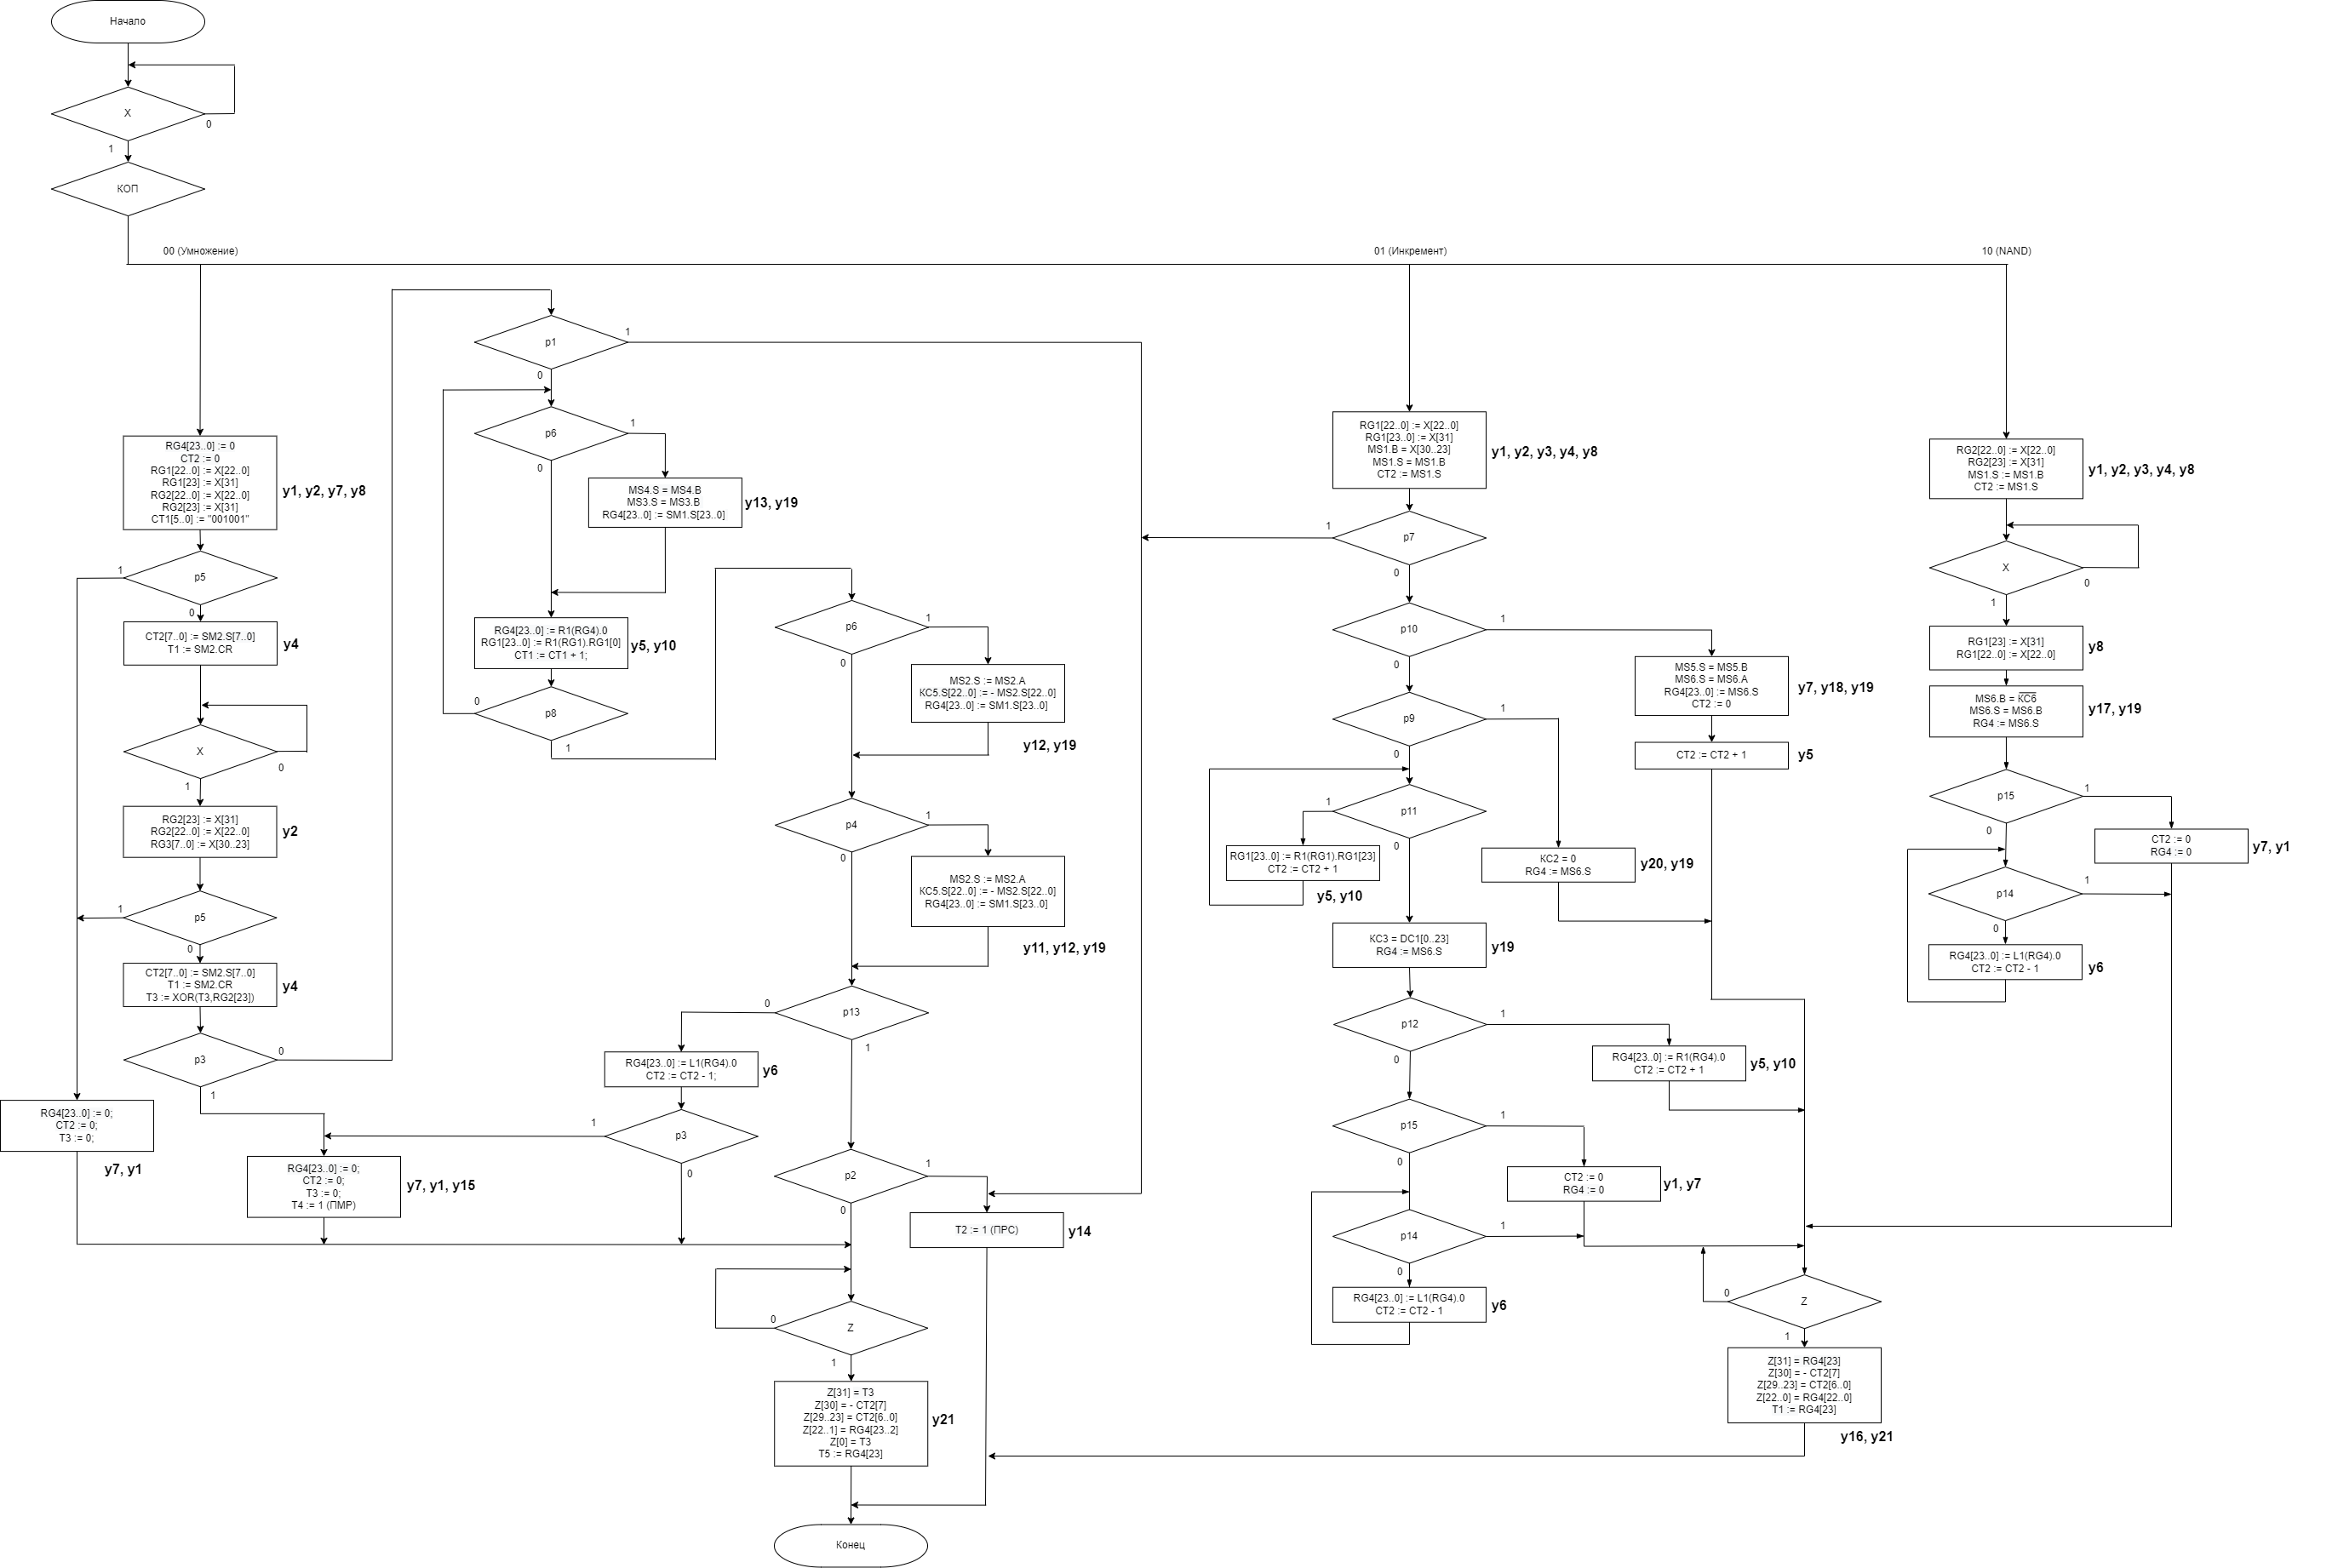 Начало
X
0
1
КОП
00 (Умножение)
01 (Инкремент)
10 (NAND)
RG4[23..0] := 0
CT2 := 0
RG1[22..0] := X[22..0]
RG1[23] := X[31]
RG2[22..0] := X[22..0]
RG2[23] := X[31]
CT1[5..0] := "001001"
y1, y2, y7, y8
p5
1
0
CT2[7..0] := SM2.S[7..0]
T1 := SM2.CR
y4
X
0
1
RG2[23] := X[31]
RG2[22..0] := X[22..0]
RG3[7..0] := X[30..23]
y2
p5
1
0
CT2[7..0] := SM2.S[7..0]
T1 := SM2.CR
T3 := XOR(T3,RG2[23])
y4
p3
0
1
RG4[23..0] := 0;
CT2 := 0;
T3 := 0;
y7, y1
RG4[23..0] := 0;
CT2 := 0;
T3 := 0;
T4 := 1 (ПМР)
y7, y1, y15
p1
1
0
p6
1
0
MS4.S = MS4.B
MS3.S = MS3.B
RG4[23..0] := SM1.S[23..0]
y13, y19
RG4[23..0] := R1(RG4).0
RG1[23..0] := R1(RG1).RG1[0]
CT1 := CT1 + 1;
y5, y10
p8
0
1
p6
1
0
MS2.S := MS2.A
КС5.S[22..0] := - MS2.S[22..0]
RG4[23..0] := SM1.S[23..0]
y12, y19
p4
1
0
MS2.S := MS2.A
КС5.S[22..0] := - MS2.S[22..0]
RG4[23..0] := SM1.S[23..0]
y11, y12, y19
p13
0
1
RG4[23..0] := L1(RG4).0
CT2 := CT2 - 1;
y6
p3
1
0
p2
1
0
T2 := 1 (ПРС)
y14
Z
0
1
Z[31] = T3
Z[30] = - CT2[7]
Z[29..23] = CT2[6..0]
Z[22..1] = RG4[23..2]
Z[0] = T3
T5 := RG4[23]
y21
Конец
RG1[22..0] := X[22..0]
RG1[23..0] := X[31]
MS1.B = X[30..23]
MS1.S = MS1.B
CT2 := MS1.S
y1, y2, y3, y4, y8
p7
1
0
p10
1
0
MS5.S = MS5.B
MS6.S = MS6.A
RG4[23..0] := MS6.S
CT2 := 0
y7, y18, y19
CT2 := CT2 + 1
y5
p9
1
0
p11
1
0
RG1[23..0] := R1(RG1).RG1[23]
CT2 := CT2 + 1
y5, y10
КС2 = 0
RG4 := MS6.S
y20, y19
КС3 = DC1[0..23]
RG4 := MS6.S
y19
p12
1
0
RG4[23..0] := R1(RG4).0
CT2 := CT2 + 1
y5, y10
p15
1
0
CT2 := 0
RG4 := 0
y1, y7
p14
1
0
RG4[23..0] := L1(RG4).0
CT2 := CT2 - 1
y6
Z
0
1
Z[31] = RG4[23]
Z[30] = - CT2[7]
Z[29..23] = CT2[6..0]
Z[22..0] = RG4[22..0]
T1 := RG4[23]
y16, y21
RG2[22..0] := X[22..0]
RG2[23] := X[31]
MS1.S := MS1.B
CT2 := MS1.S
y1, y2, y3, y4, y8
X
0
1
RG1[23] := X[31]
RG1[22..0] := X[22..0]
y8
MS6.B = К̅С̅6̅
MS6.S = MS6.B
RG4 := MS6.S
y17, y19
p15
1
0
CT2 := 0
RG4 := 0
y7, y1
p14
1
0
RG4[23..0] := L1(RG4).0
CT2 := CT2 - 1
y6